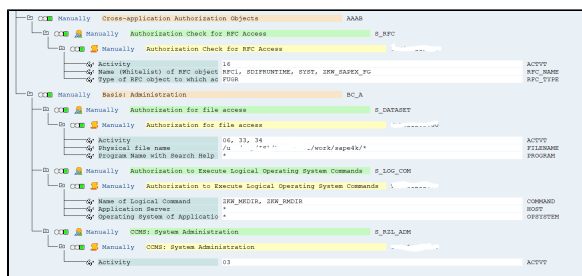 Manually Cross-application Authorization Objects AAAB
Manually Authorization Check for RFC Access S_RFC
Manually Authorization Check for RFC Access
Activity 16 ACTVT
Name (Whitelist) of RFC object RFC1, SDIFRUNTIME, SYST, ZKW_SAPEX_FG RFC_NAME
Type of RFC object to which ac FUGR RFC_TYPE
Manually Basis: Administration BC_A
Manually Authorization for file access S_DATASET
Manually Authorization for file access
Activity 06, 33, 34 ACTVT
Physical file name /work/sape4k/* FILENAME
Program Name with Search Help * PROGRAM
Manually Authorization to Execute Logical Operating System Commands S_LOG_COM
Manually Authorization to Execute Logical Operating System Commands
Name of Logical Command ZKW_MKDIR, ZKW_RMDIR COMMAND
Application Server * HOST
Operating System of Applicatio * OPSYSTEM
Manually CCMS: System Administration S_RZL_ADM
Manually CCMS: System Administration
Activity 03 ACTVT